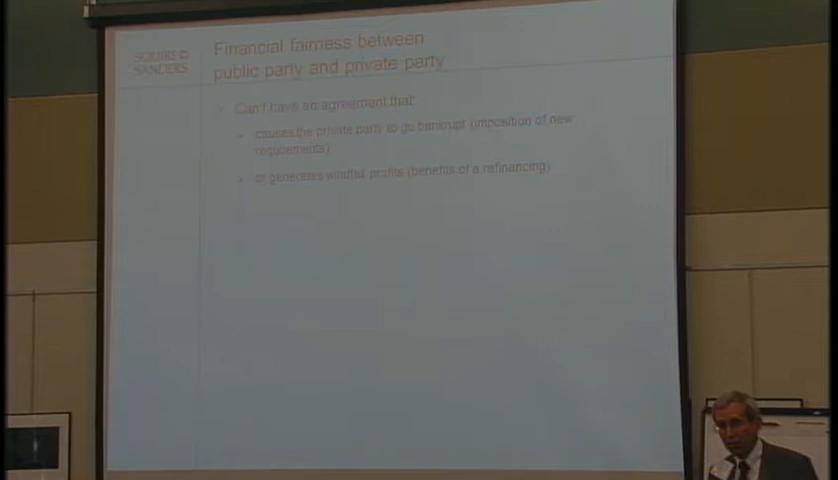 SQUIRE
SANDERS
Financial fairness between
public party and private party
Can't have an agreement that:
causes the private party to go bankrupt (imposition of new
requirements)
or generates windfall profits (benefits of a refinancing)